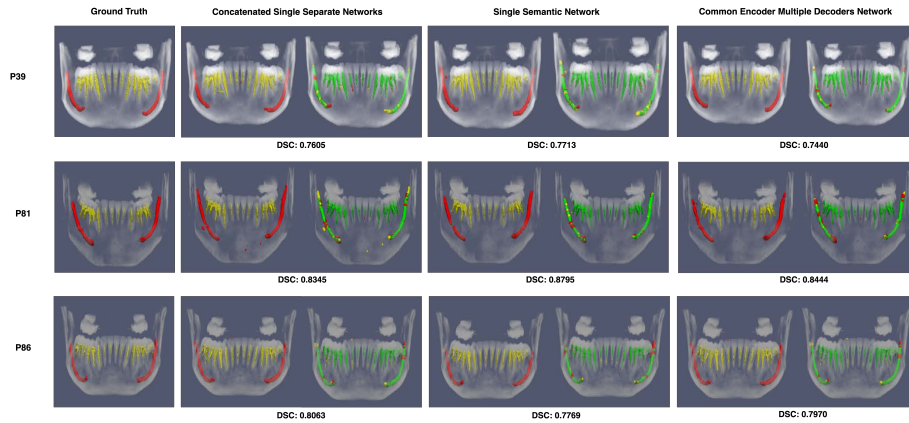 Ground Truth
Concatenated Single Separate Networks
Single Semantic Network
Common Encoder Multiple Decoders Network
P39
DSC: 0.7605
DSC: 0.7713
DSC: 0.7440
P81
DSC: 0.8345
DSC: 0.8795
DSC: 0.8444
P86
DSC: 0.8063
DSC: 0.7769
DSC: 0.7970